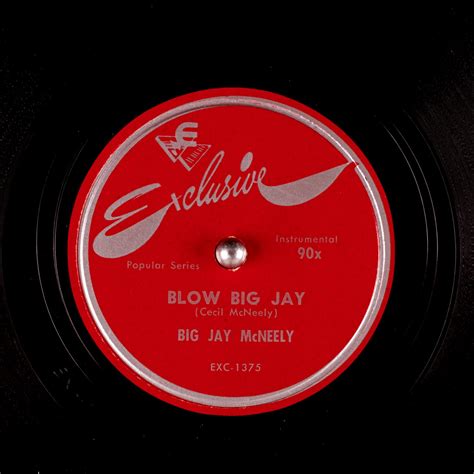 Exclusive
Popular Series
Instrumental
90x
BLOW BIG JAY
(Cecil McNeely)
BIG JAY McNEELY
EXC-1375